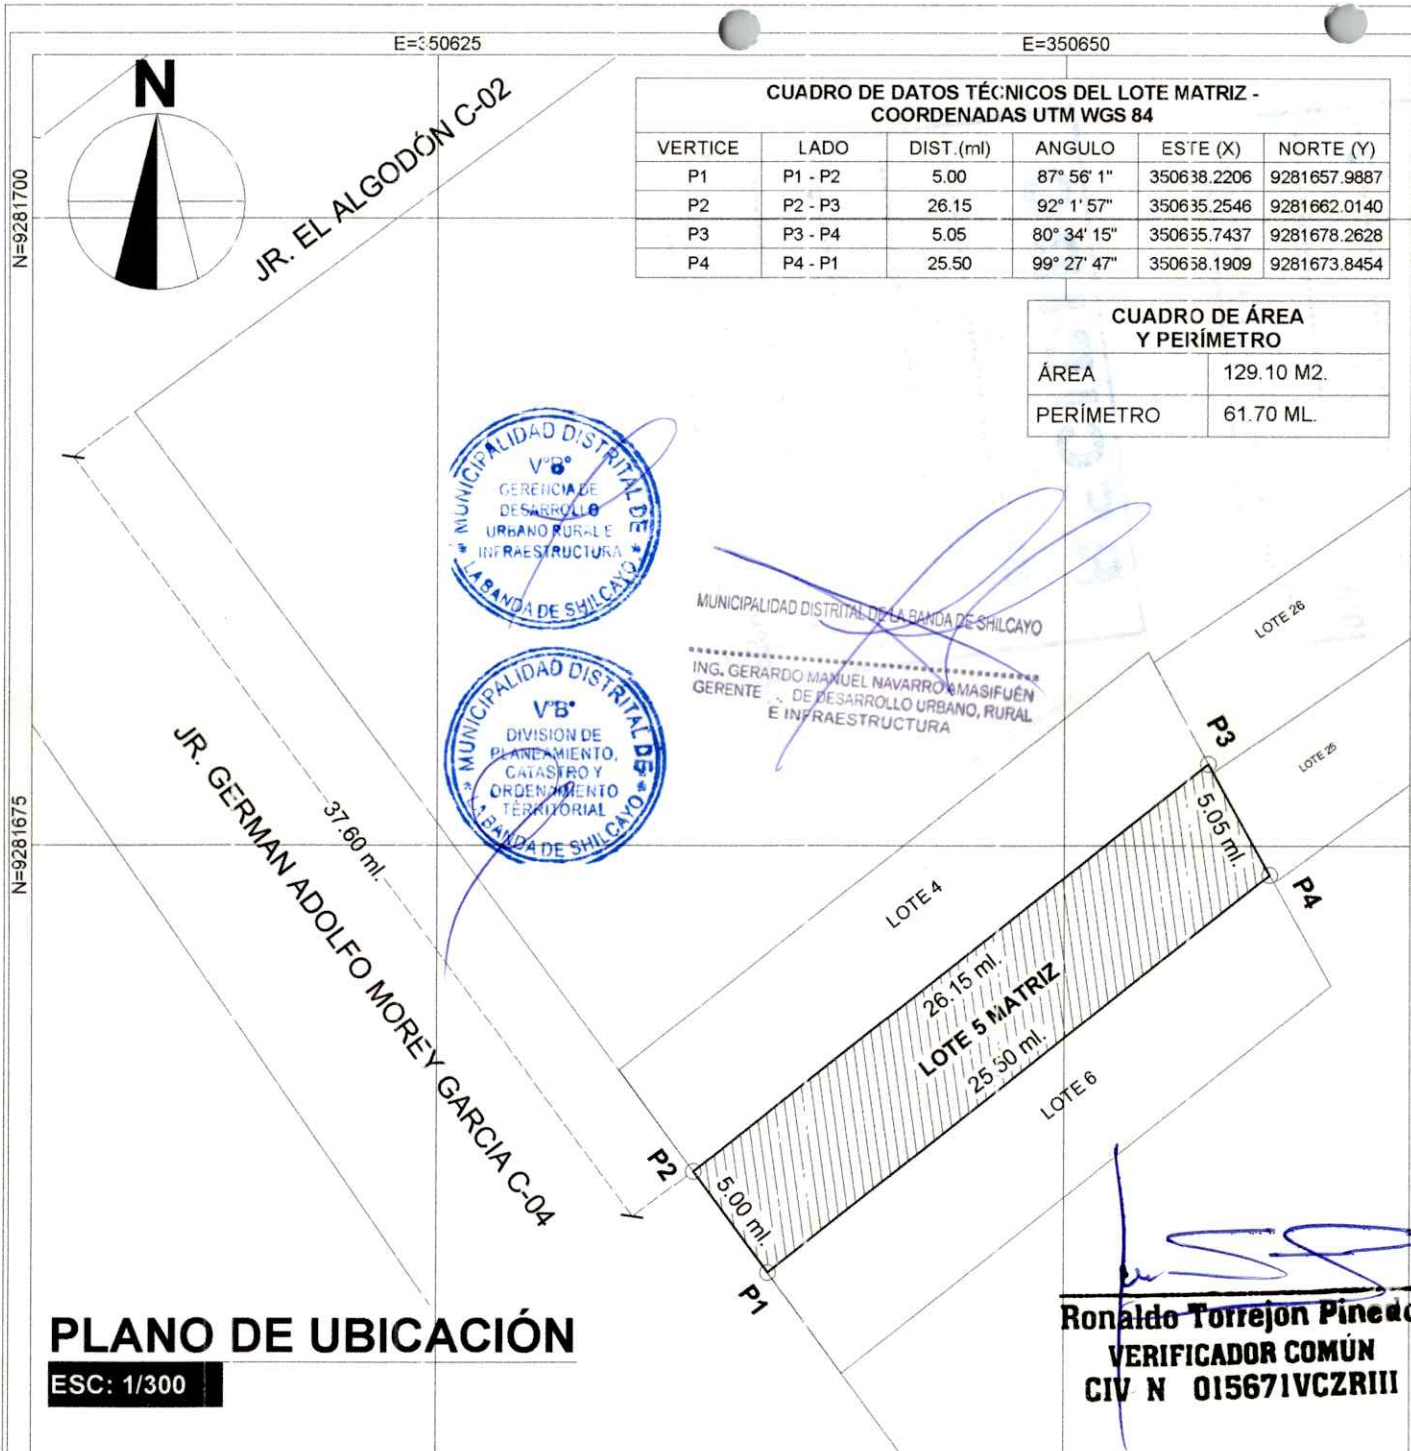 E=350625
E=350650
N
JR. EL ALGODÓN C-02
N=9281700
CUADRO DE DATOS TÉCNICOS DEL LOTE MATRIZ -
COORDENADAS UTM WGS 84
VERTICE LADO DIST.(ml) ANGULO ESTE (X) NORTE (Y)
P1 P1 - P2 5.00 87° 56' 1" 350638.2206 9281657.9887
P2 P2 - P3 26.15 92° 1' 57" 350635.2546 9281662.0140
P3 P3 - P4 5.05 80° 34' 15" 350655.7437 9281678.2628
P4 P4 - P1 25.50 99° 27' 47" 350658.1909 9281673.8454
CUADRO DE ÁREA
Y PERÍMETRO
ÁREA 129.10 M2.
PERÍMETRO 61.70 ML.
* MUNICIPALIDAD DISTRITAL DE *
V°B°
GERENCIA DE
DESARROLLO
URBANO RURAL E
INFRAESTRUCTURA
LA BANDA DE SHILCAYO
MUNICIPALIDAD DISTRITAL DE LA BANDA DE SHILCAYO
ING. GERARDO MANUEL NAVARRO AMASIFUÉN
GERENTE DE DESARROLLO URBANO, RURAL
E INFRAESTRUCTURA
* MUNICIPALIDAD DISTRITAL DE *
V°B°
DIVISION DE
PLANEAMIENTO,
CATASTRO Y
ORDENAMIENTO
TERRITORIAL
LA BANDA DE SHILCAYO
LOTE 26
P3
LOTE 25
N=9281675
JR. GERMAN ADOLFO MOREY GARCIA C-04
37.60 ml.
5.05 ml.
P4
LOTE 4
26.15 ml.
LOTE 5 MATRIZ
25.50 ml.
LOTE 6
P2
5.00 ml.
P1
PLANO DE UBICACIÓN
ESC: 1/300
Ronaldo Torrejon Pinedo
VERIFICADOR COMÚN
CIV N 015671VCZRIII